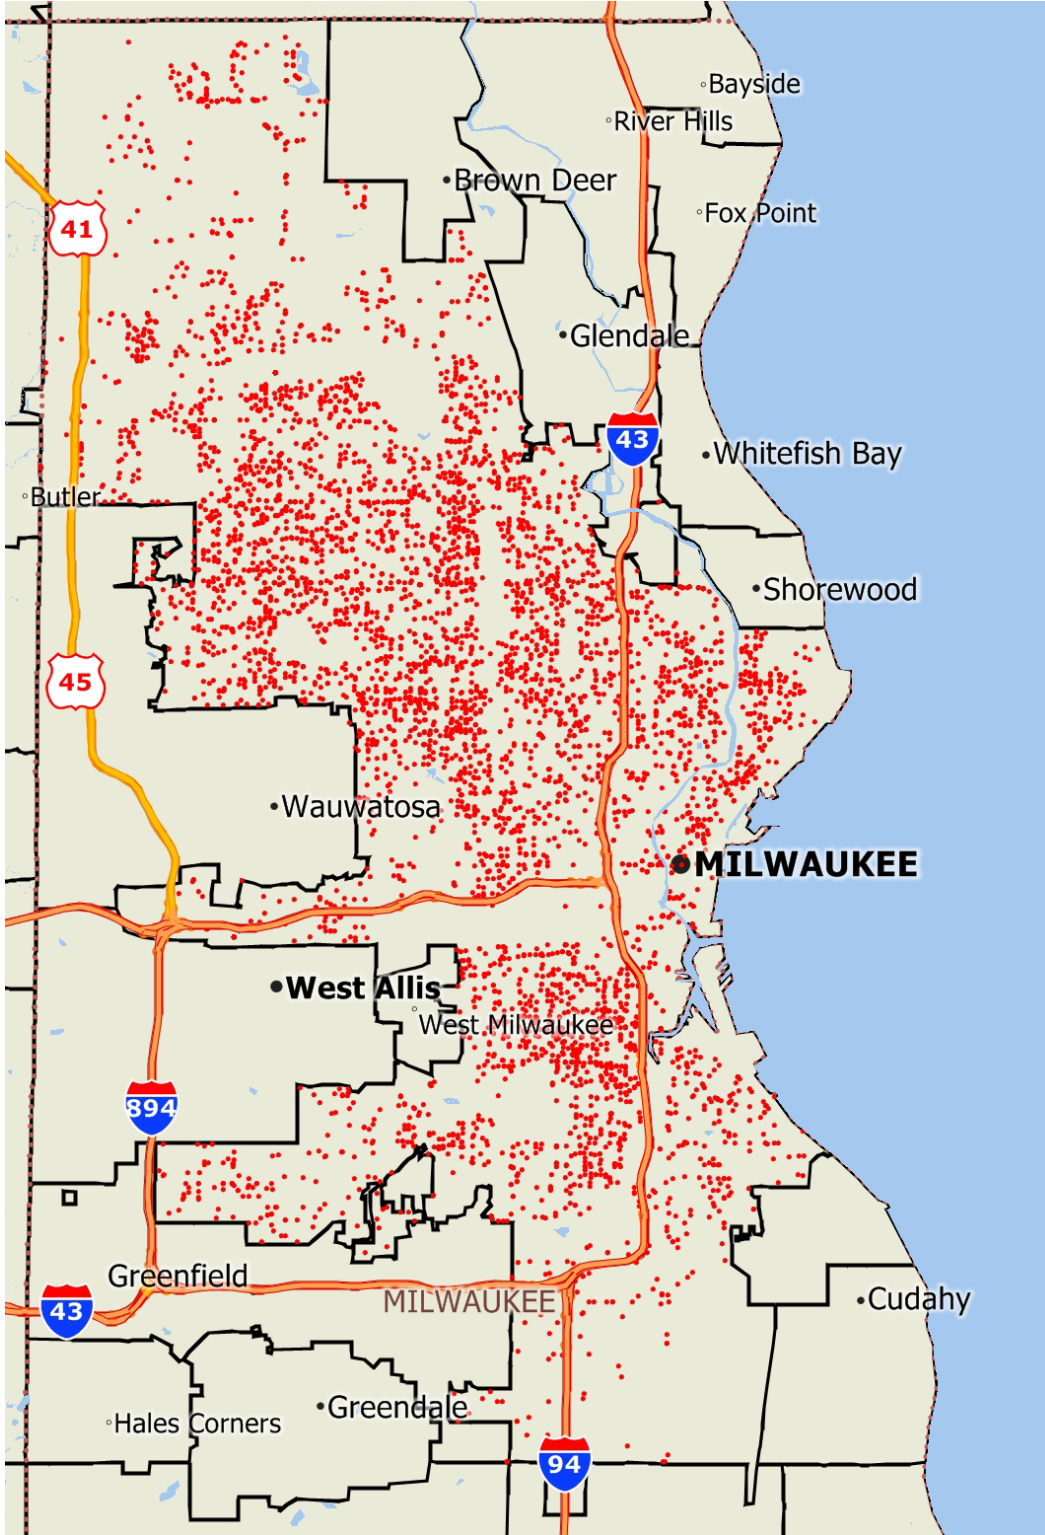 Bayside
River Hills
Brown Deer
Fox Point
41
Glendale
43
Whitefish Bay
Butler
Shorewood
45
Wauwatosa
MILWAUKEE
West Allis
West Milwaukee
894
Greenfield
43
MILWAUKEE
Cudahy
Greendale
Hales Corners
94